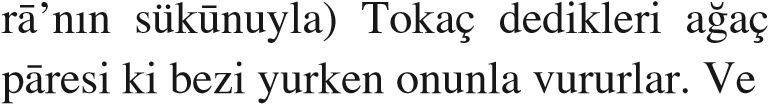 rā’nın sükūnuyla) Tokaç dedikleri ağaç
pāresi ki bezi yurken onunla vururlar. Ve